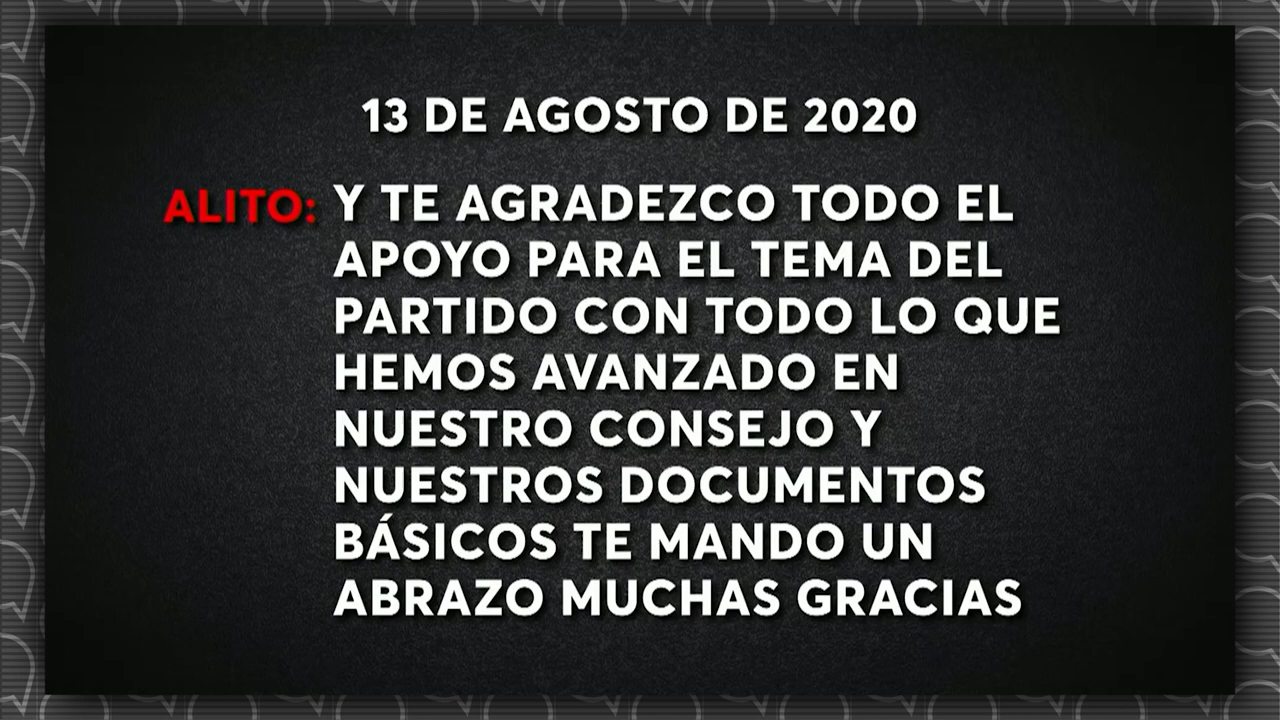 13 DE AGOSTO DE 2020
ALITO: Y TE AGRADEZCO TODO EL
APOYO PARA EL TEMA DEL
PARTIDO CON TODO LO QUE
HEMOS AVANZADO EN
NUESTRO CONSEJO Y
NUESTROS DOCUMENTOS
BÁSICOS TE MANDO UN
ABRAZO MUCHAS GRACIAS